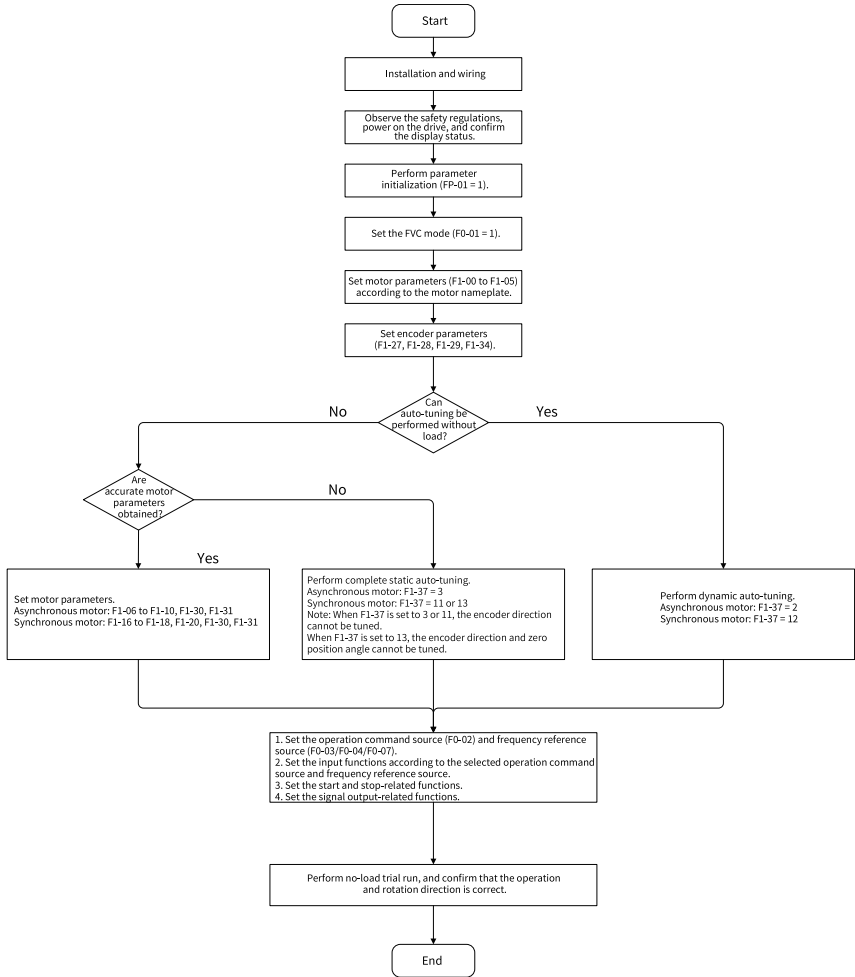 Start
Installation and wiring
Observe the safety regulations,
power on the drive, and confirm
the display status.
Perform parameter
initialization (FP-01 = 1).
Set the FVC mode (F0-01 = 1).
Set motor parameters (F1-00 to F1-05)
according to the motor nameplate.
Set encoder parameters
(F1-27, F1-28, F1-29, F1-34).
Can
auto-tuning be
performed without
load?
No
Yes
Are
accurate motor
parameters
obtained?
No
Yes
Set motor parameters.
Asynchronous motor: F1-06 to F1-10, F1-30, F1-31
Synchronous motor: F1-16 to F1-18, F1-20, F1-30, F1-31
Perform complete static auto-tuning.
Asynchronous motor: F1-37 = 3
Synchronous motor: F1-37 = 11 or 13
Note: When F1-37 is set to 3 or 11, the encoder direction
cannot be tuned.
When F1-37 is set to 13, the encoder direction and zero
position angle cannot be tuned.
Perform dynamic auto-tuning.
Asynchronous motor: F1-37 = 2
Synchronous motor: F1-37 = 12
1. Set the operation command source (F0-02) and frequency reference
source (F0-03/F0-04/F0-07).
2. Set the input functions according to the selected operation command
source and frequency reference source.
3. Set the start and stop-related functions.
4. Set the signal output-related functions.
Perform no-load trial run, and confirm that the operation
and rotation direction is correct.
End